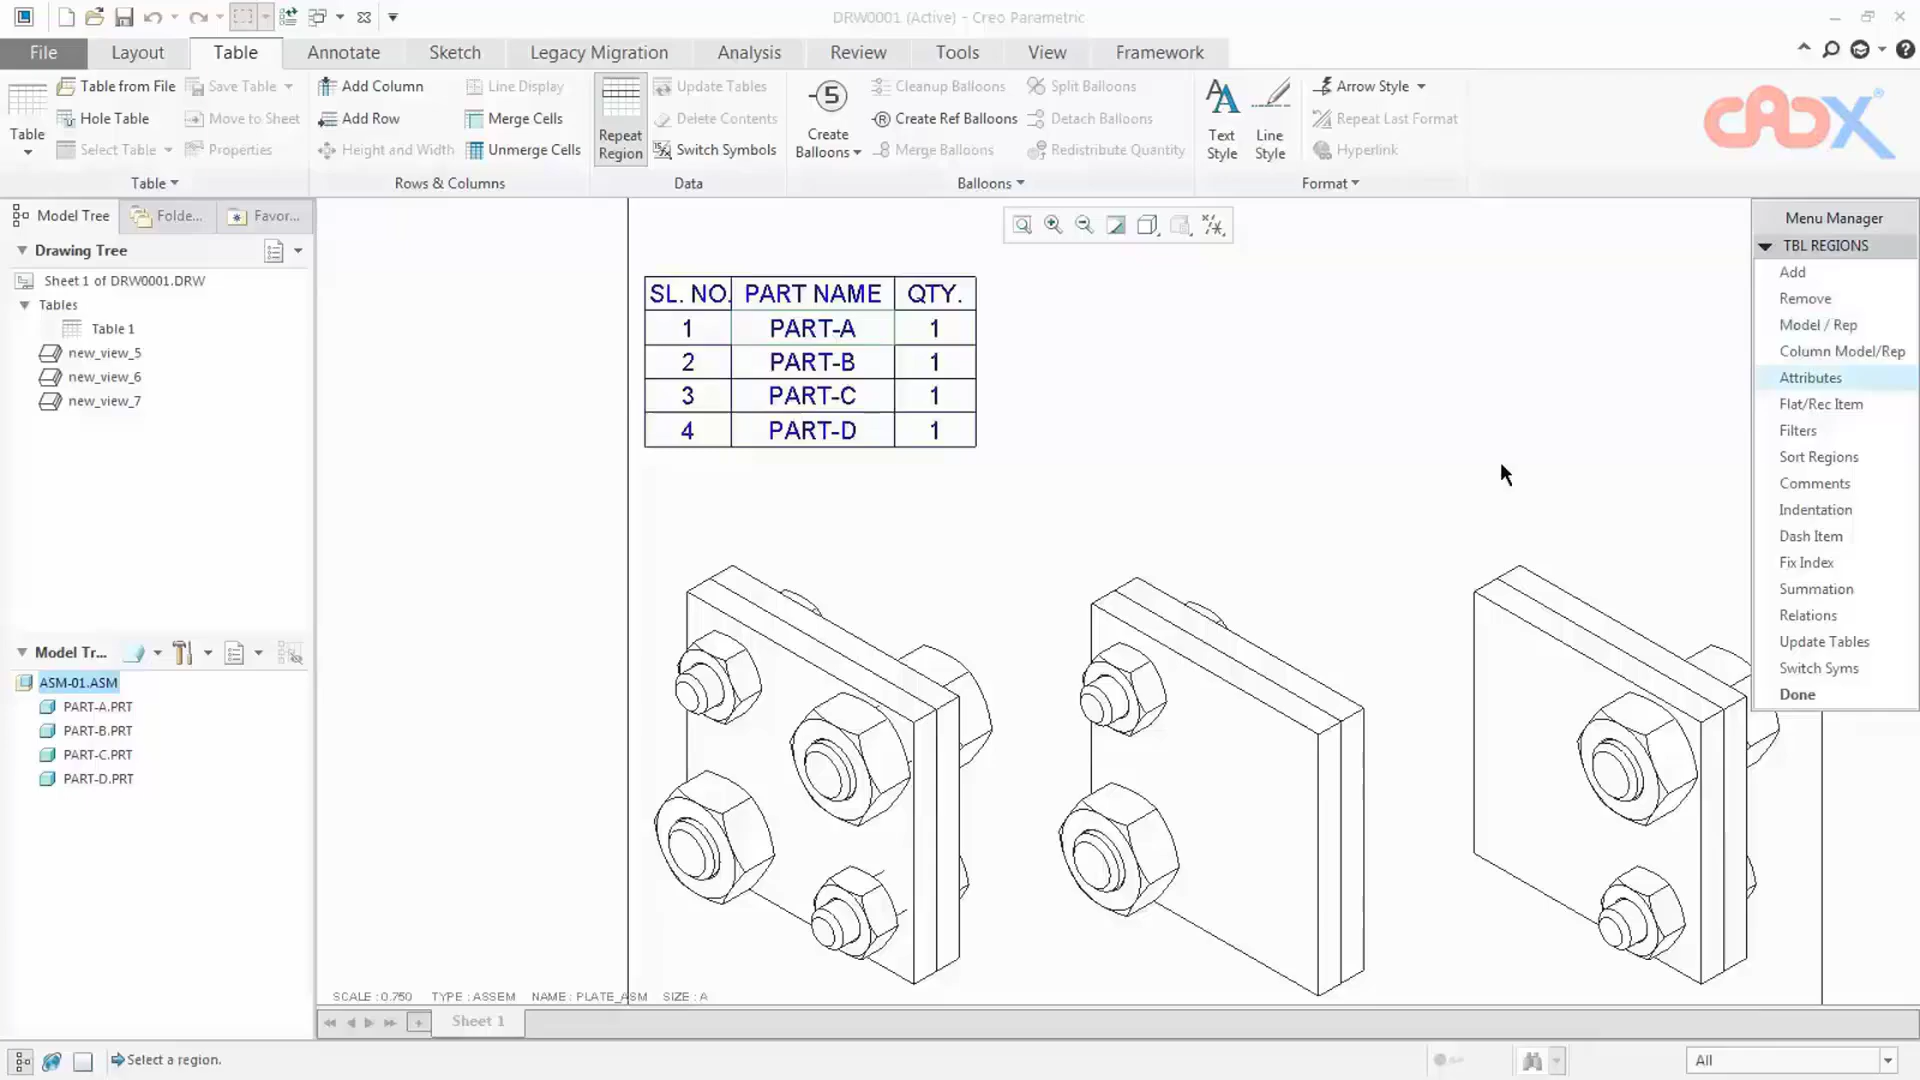 DRW0001 (Active) - Creo Parametric
File Layout Table Annotate Sketch Legacy Migration Analysis Review Tools View Framework
Table
Table from File
Hole Table
Select Table
Save Table
Move to Sheet
Properties
Table
Add Column
Add Row
Height and Width
Line Display
Merge Cells
Unmerge Cells
Rows & Columns
Repeat
Region
Update Tables
Delete Contents
Switch Symbols
Data
5
Create
Balloons
Cleanup Balloons
Create Ref Balloons
Merge Balloons
Split Balloons
Detach Balloons
Redistribute Quantity
Balloons
Text
Style
Line
Style
Arrow Style
Repeat Last Format
Hyperlink
Format
CADX
Model Tree Folde... Favor...
Drawing Tree
Sheet 1 of DRW0001.DRW
Tables
Table 1
new_view_5
new_view_6
new_view_7
Model Tr...
ASM-01.ASM
PART-A.PRT
PART-B.PRT
PART-C.PRT
PART-D.PRT
SL. NO. PART NAME QTY.
1 PART-A 1
2 PART-B 1
3 PART-C 1
4 PART-D 1
Menu Manager
TBL REGIONS
Add
Remove
Model / Rep
Column Model/Rep
Attributes
Flat/Rec Item
Filters
Sort Regions
Comments
Indentation
Dash Item
Fix Index
Summation
Relations
Update Tables
Switch Syms
Done
SCALE : 0.750 TYPE : ASSEM NAME : PLATE_ASM SIZE : A
Sheet 1
Select a region.
All